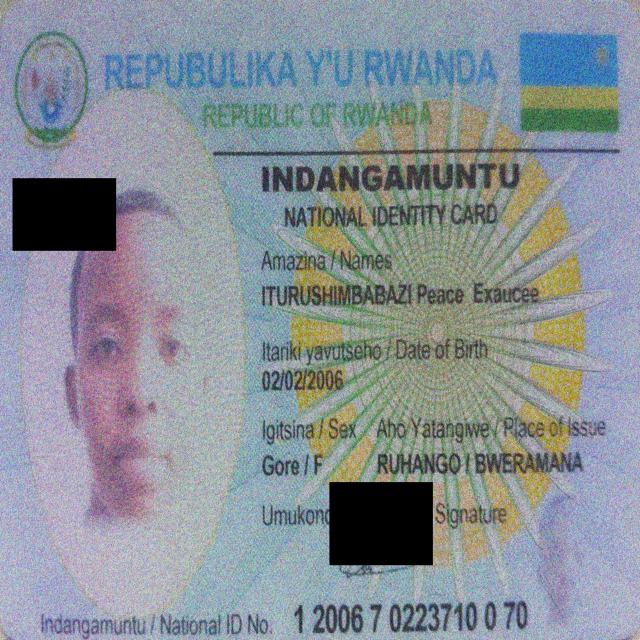 REPUBULIKA Y'U RWANDA
REPUBLIC OF RWANDA
INDANGAMUNTU
NATIONAL IDENTITY CARD
Amazina / Names
ITURUSHIMBABAZI Peace Exaucee
Itariki yavutseho / Date of Birth
02/02/2006
Igitsina / Sex Aho Yatangiwe / Place of Issue
Gore / F RUHANGO / BWERAMANA
Signature
Indangamuntu / National ID No. 1 2006 7 0223710 0 70